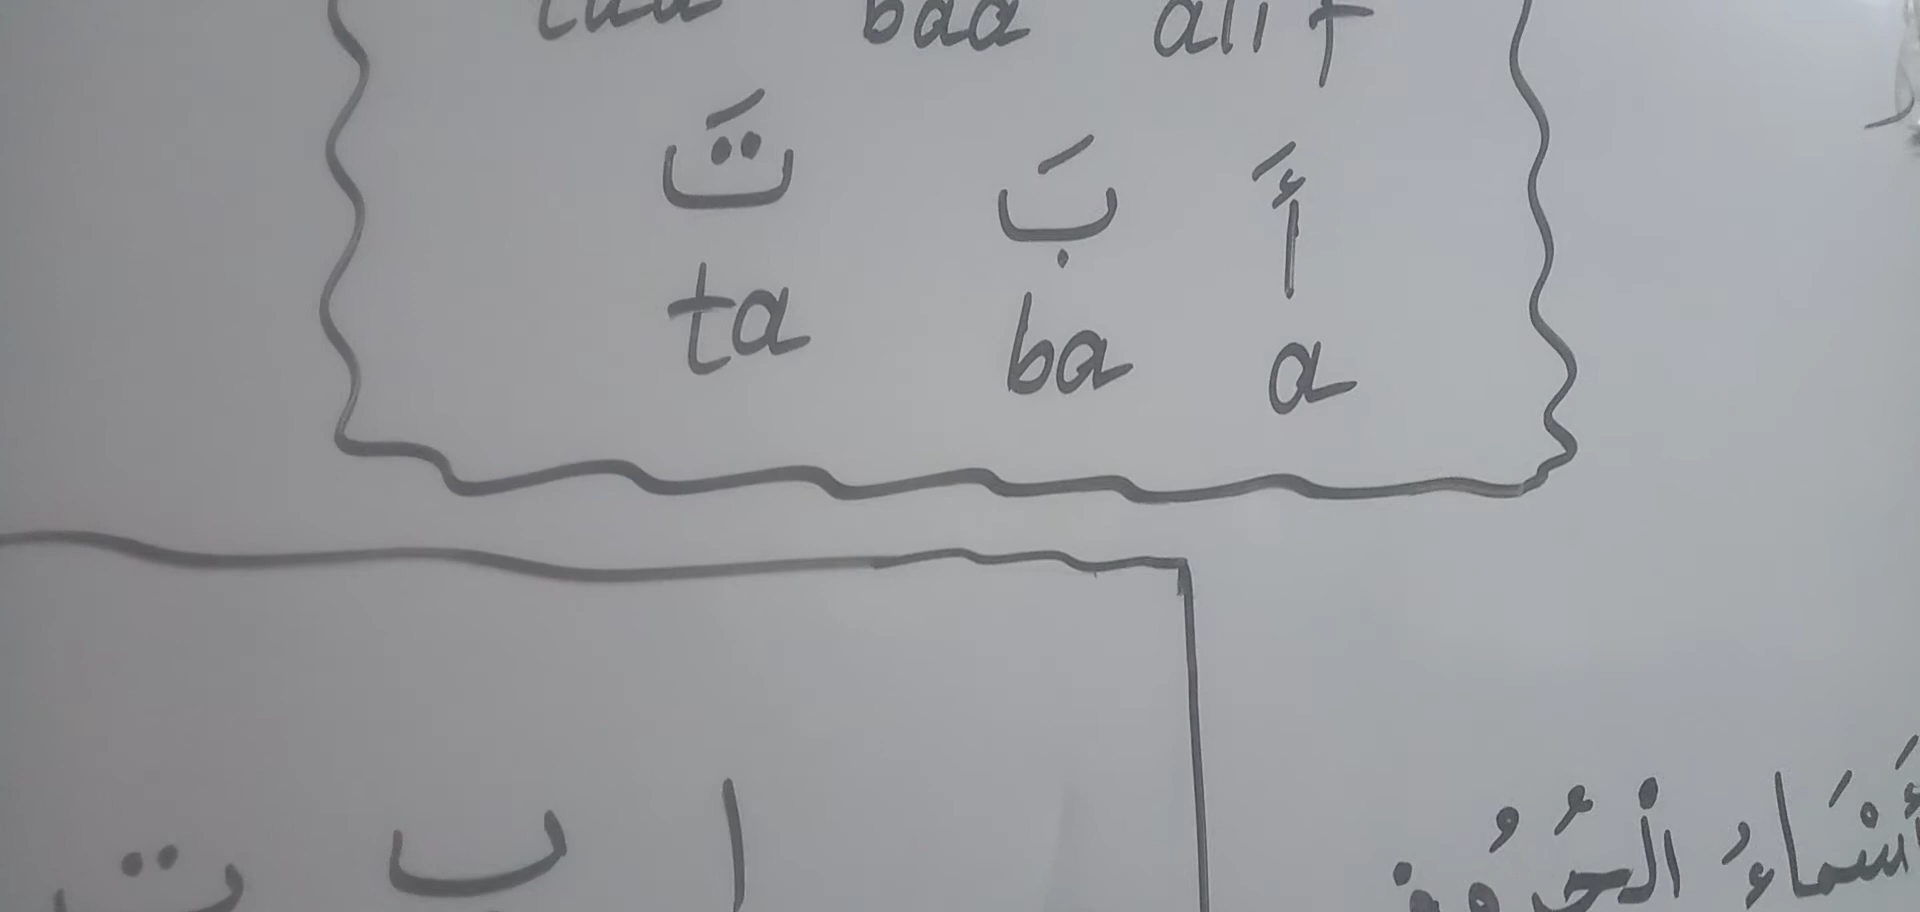 baa alif
أَ بَ تَ
ta ba a
أَسْمَاءُ الْحُرُوف
ا ب ت